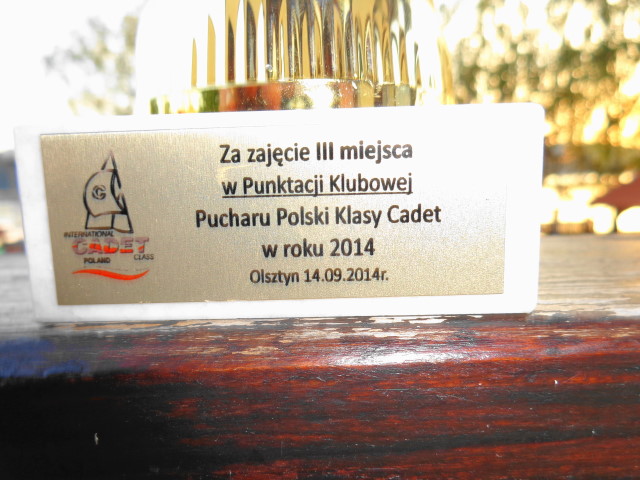 Za zajęcie III miejsca
w Punktacji Klubowej
Pucharu Polski Klasy Cadet
w roku 2014
Olsztyn 14.09.2014r.
INTERNATIONAL
CADET
POLAND CLASS